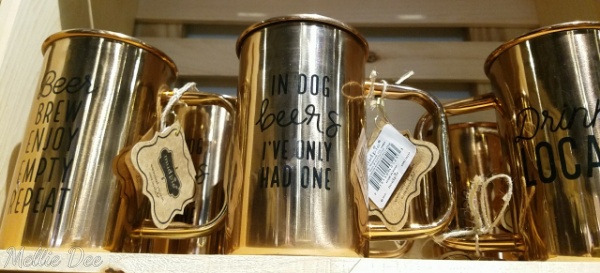 Beer
BREW
ENJOY
EMPTY
REPEAT
IN DOG
beers
I'VE ONLY
HAD ONE
Drink
LOCA
Mellie Dee